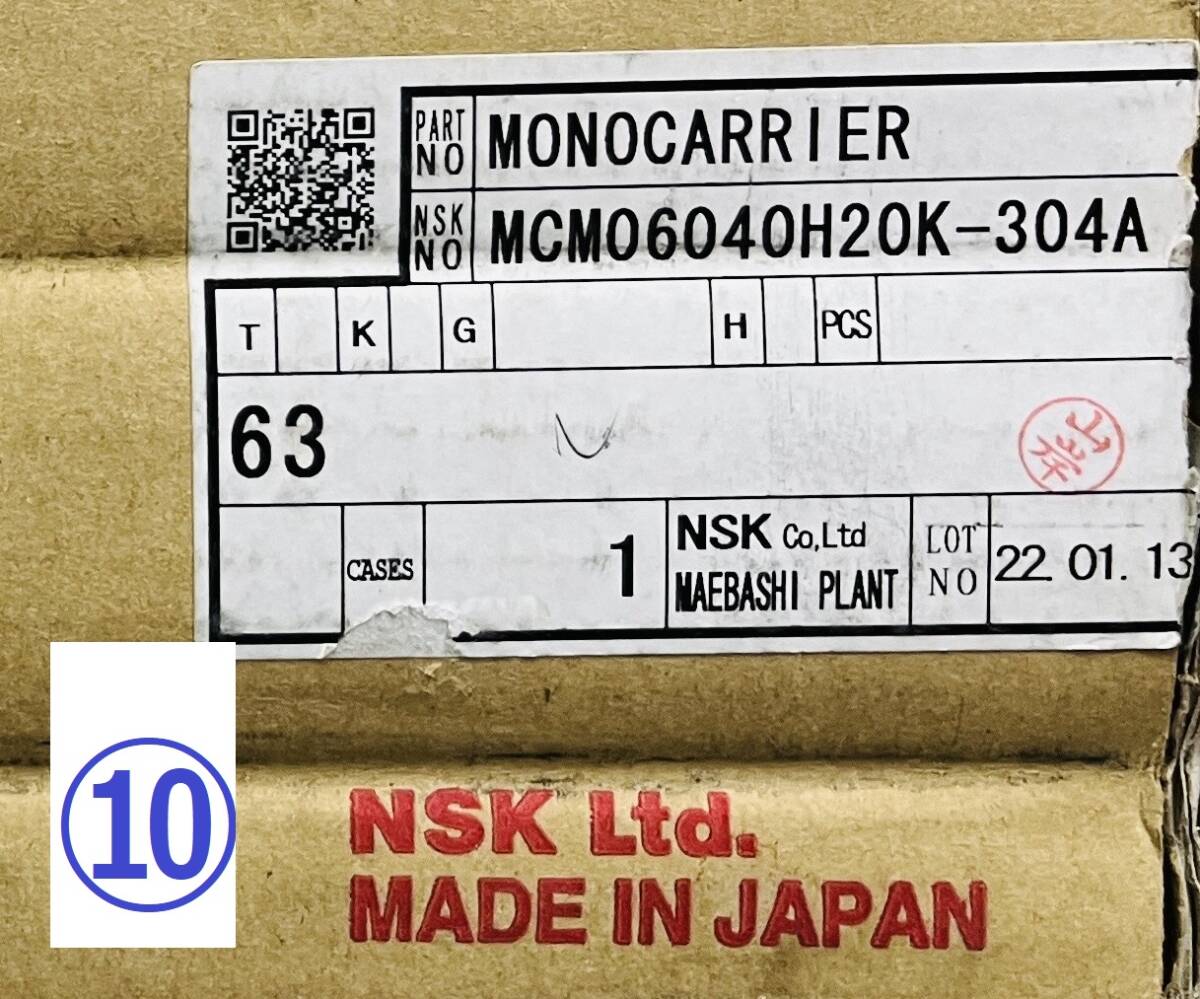 PART NO MONOCARRIER
NSK NO MCM06040H20K-304A
T K G H PCS
63
CASES 1 NSK Co,Ltd MAEBASHI PLANT LOT NO 22.01.13
10
NSK Ltd.
MADE IN JAPAN